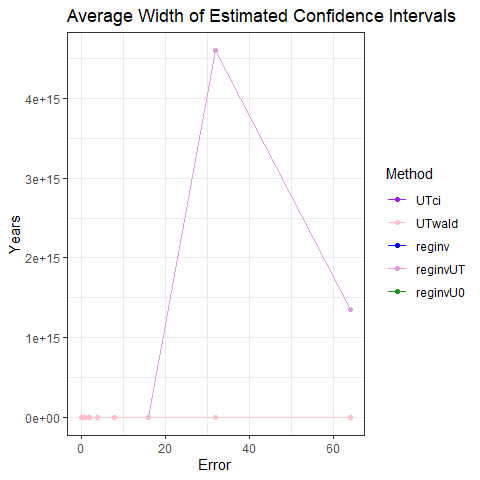 Average Width of Estimated Confidence Intervals
Years
4e+15
3e+15
2e+15
1e+15
0e+00
0
20
40
60
Error
Method
UTci
UTwald
reginv
reginvUT
reginvU0